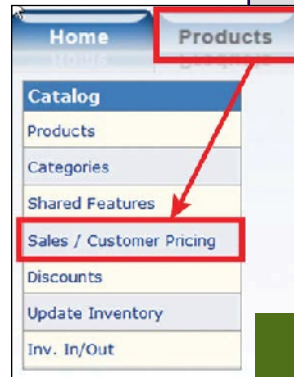 Home Products
Catalog
Products
Categories
Shared Features
Sales / Customer Pricing
Discounts
Update Inventory
Inv. In/Out